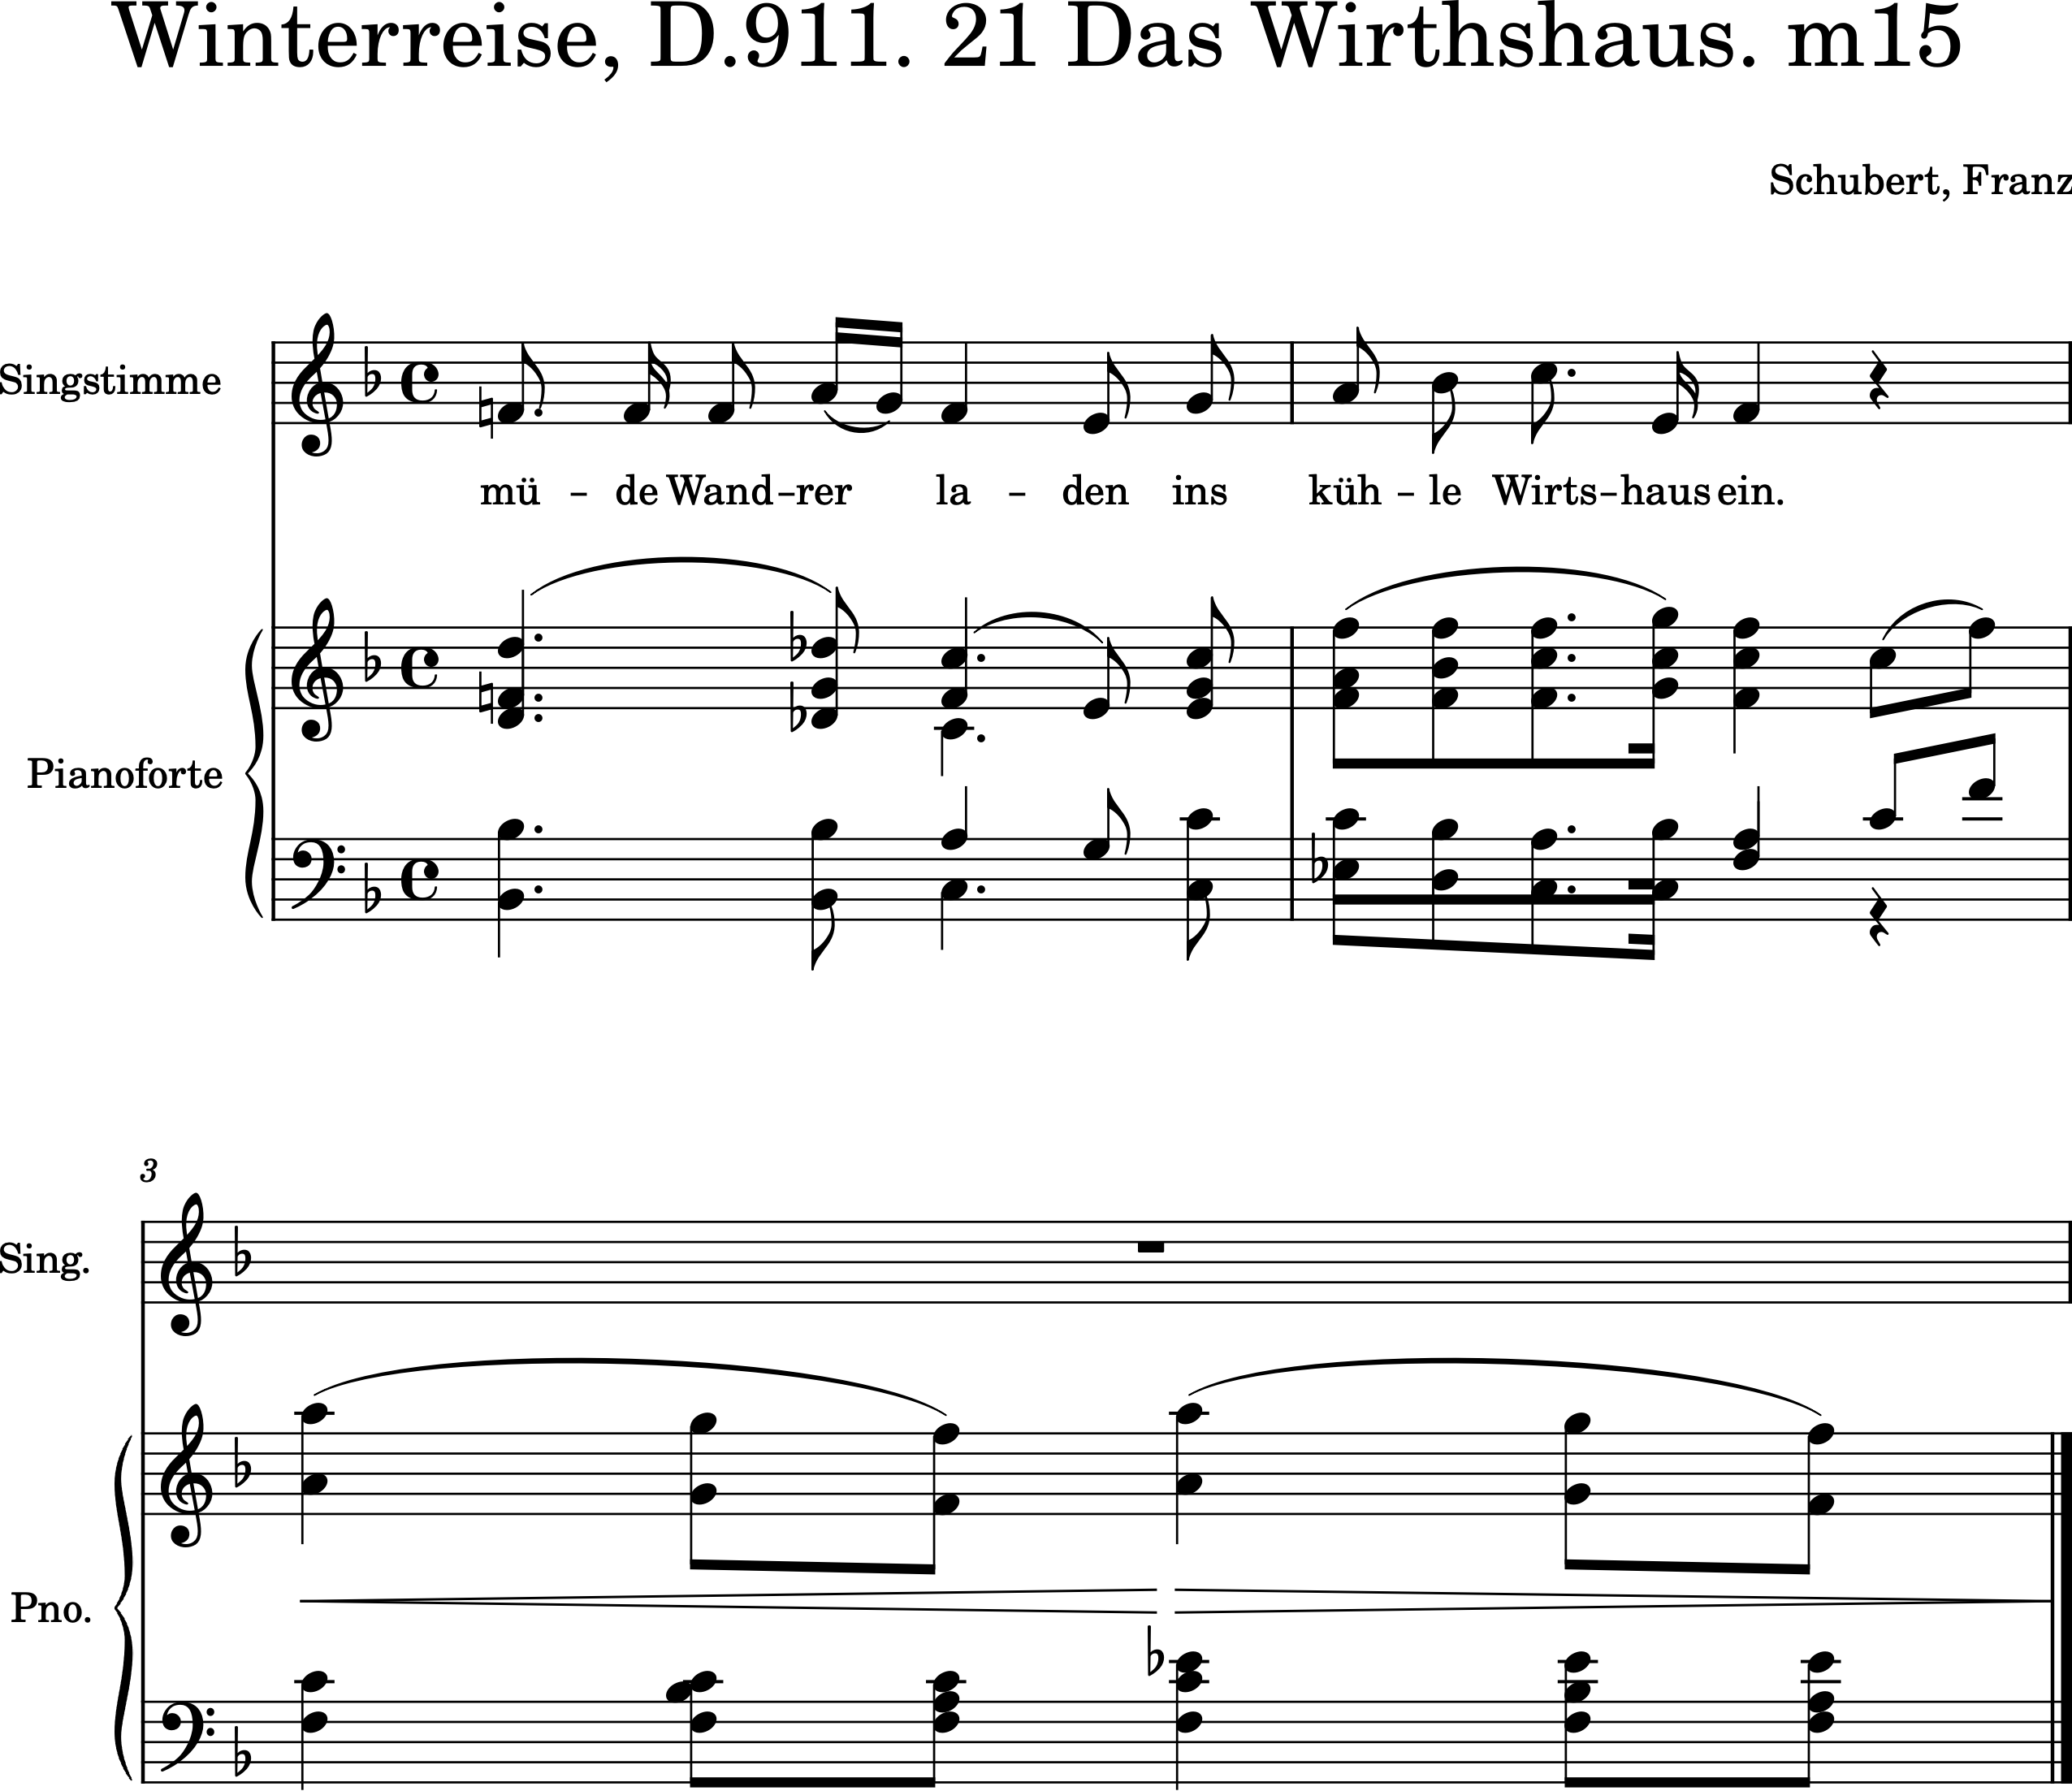 Winterreise, D.911. 21 Das Wirthshaus. m15
Schubert, Franz
Singstimme
mü – de Wand–rer la – den ins küh – le Wirts–haus ein.
Pianoforte
3
Sing.
Pno.